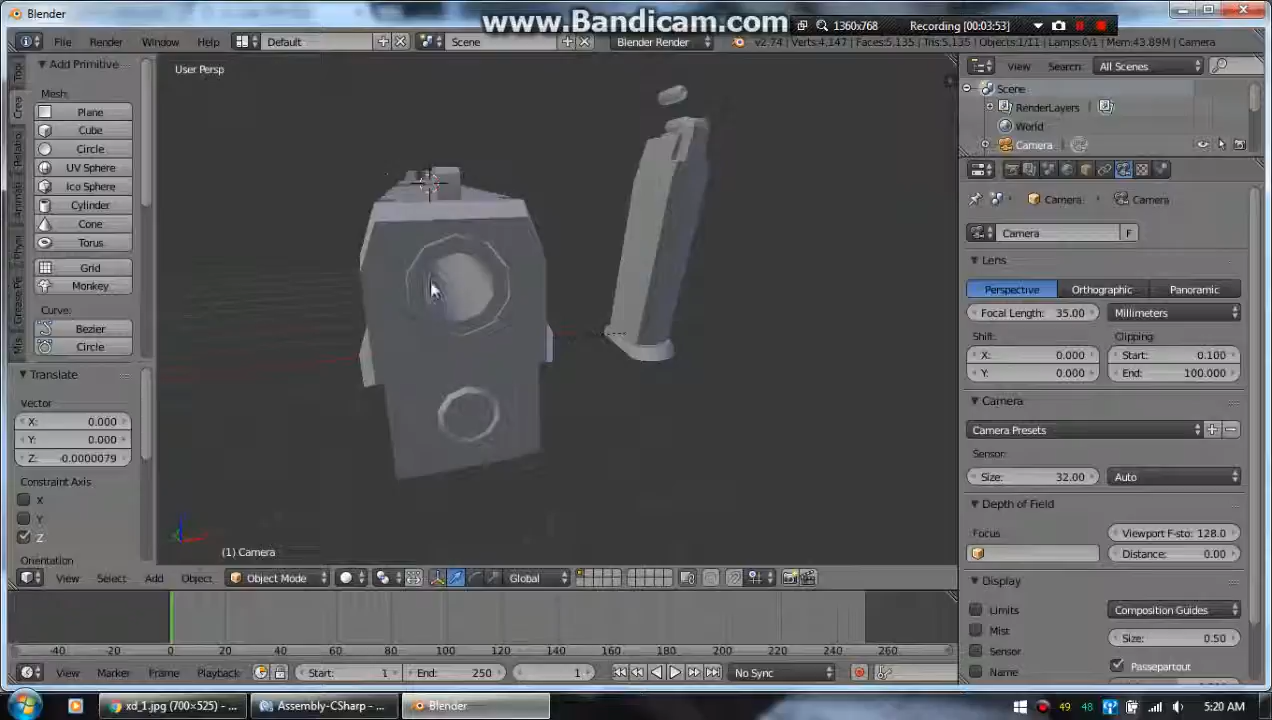 Blender
www.Bandicam.com
1360x768
Recording [00:03:53]
File
Render
Window
Help
Default
Scene
Blender Render
v2.74 | Verts:4,147 | Faces:5,135 | Tris:5,135 | Objects:1/11 | Lamps:0/1 | Mem:43.89M | Camera
Add Primitive
Mesh:
Plane
Cube
Circle
UV Sphere
Ico Sphere
Cylinder
Cone
Torus
Grid
Monkey
Curve:
Bezier
Circle
Translate
Vector
X: 0.000
Y: 0.000
Z: -0.0000079
Constraint Axis
X
Y
Z
Orientation
User Persp
(1) Camera
View
Select
Add
Object
Object Mode
Global
-40 -20 0 20 40 60 80 100 120 140 160 180 200 220 240 260
View
Marker
Frame
Playback
Start: 1
End: 250
1
No Sync
View
Search:
All Scenes
Scene
RenderLayers
World
Camera
Camera
Camera
Camera
F
Lens
Perspective
Orthographic
Panoramic
Focal Length: 35.00
Millimeters
Shift:
Clipping:
X: 0.000
Start: 0.100
Y: 0.000
End: 100.000
Camera
Camera Presets
Sensor:
Size: 32.00
Auto
Depth of Field
Focus
Viewport F-sto: 128.0
Distance: 0.00
Display
Limits
Composition Guides
Mist
Size: 0.50
Sensor
Passepartout
Name
xd_1.jpg (700×525) - ...
Assembly-CSharp - ...
Blender
49
48
5:20 AM